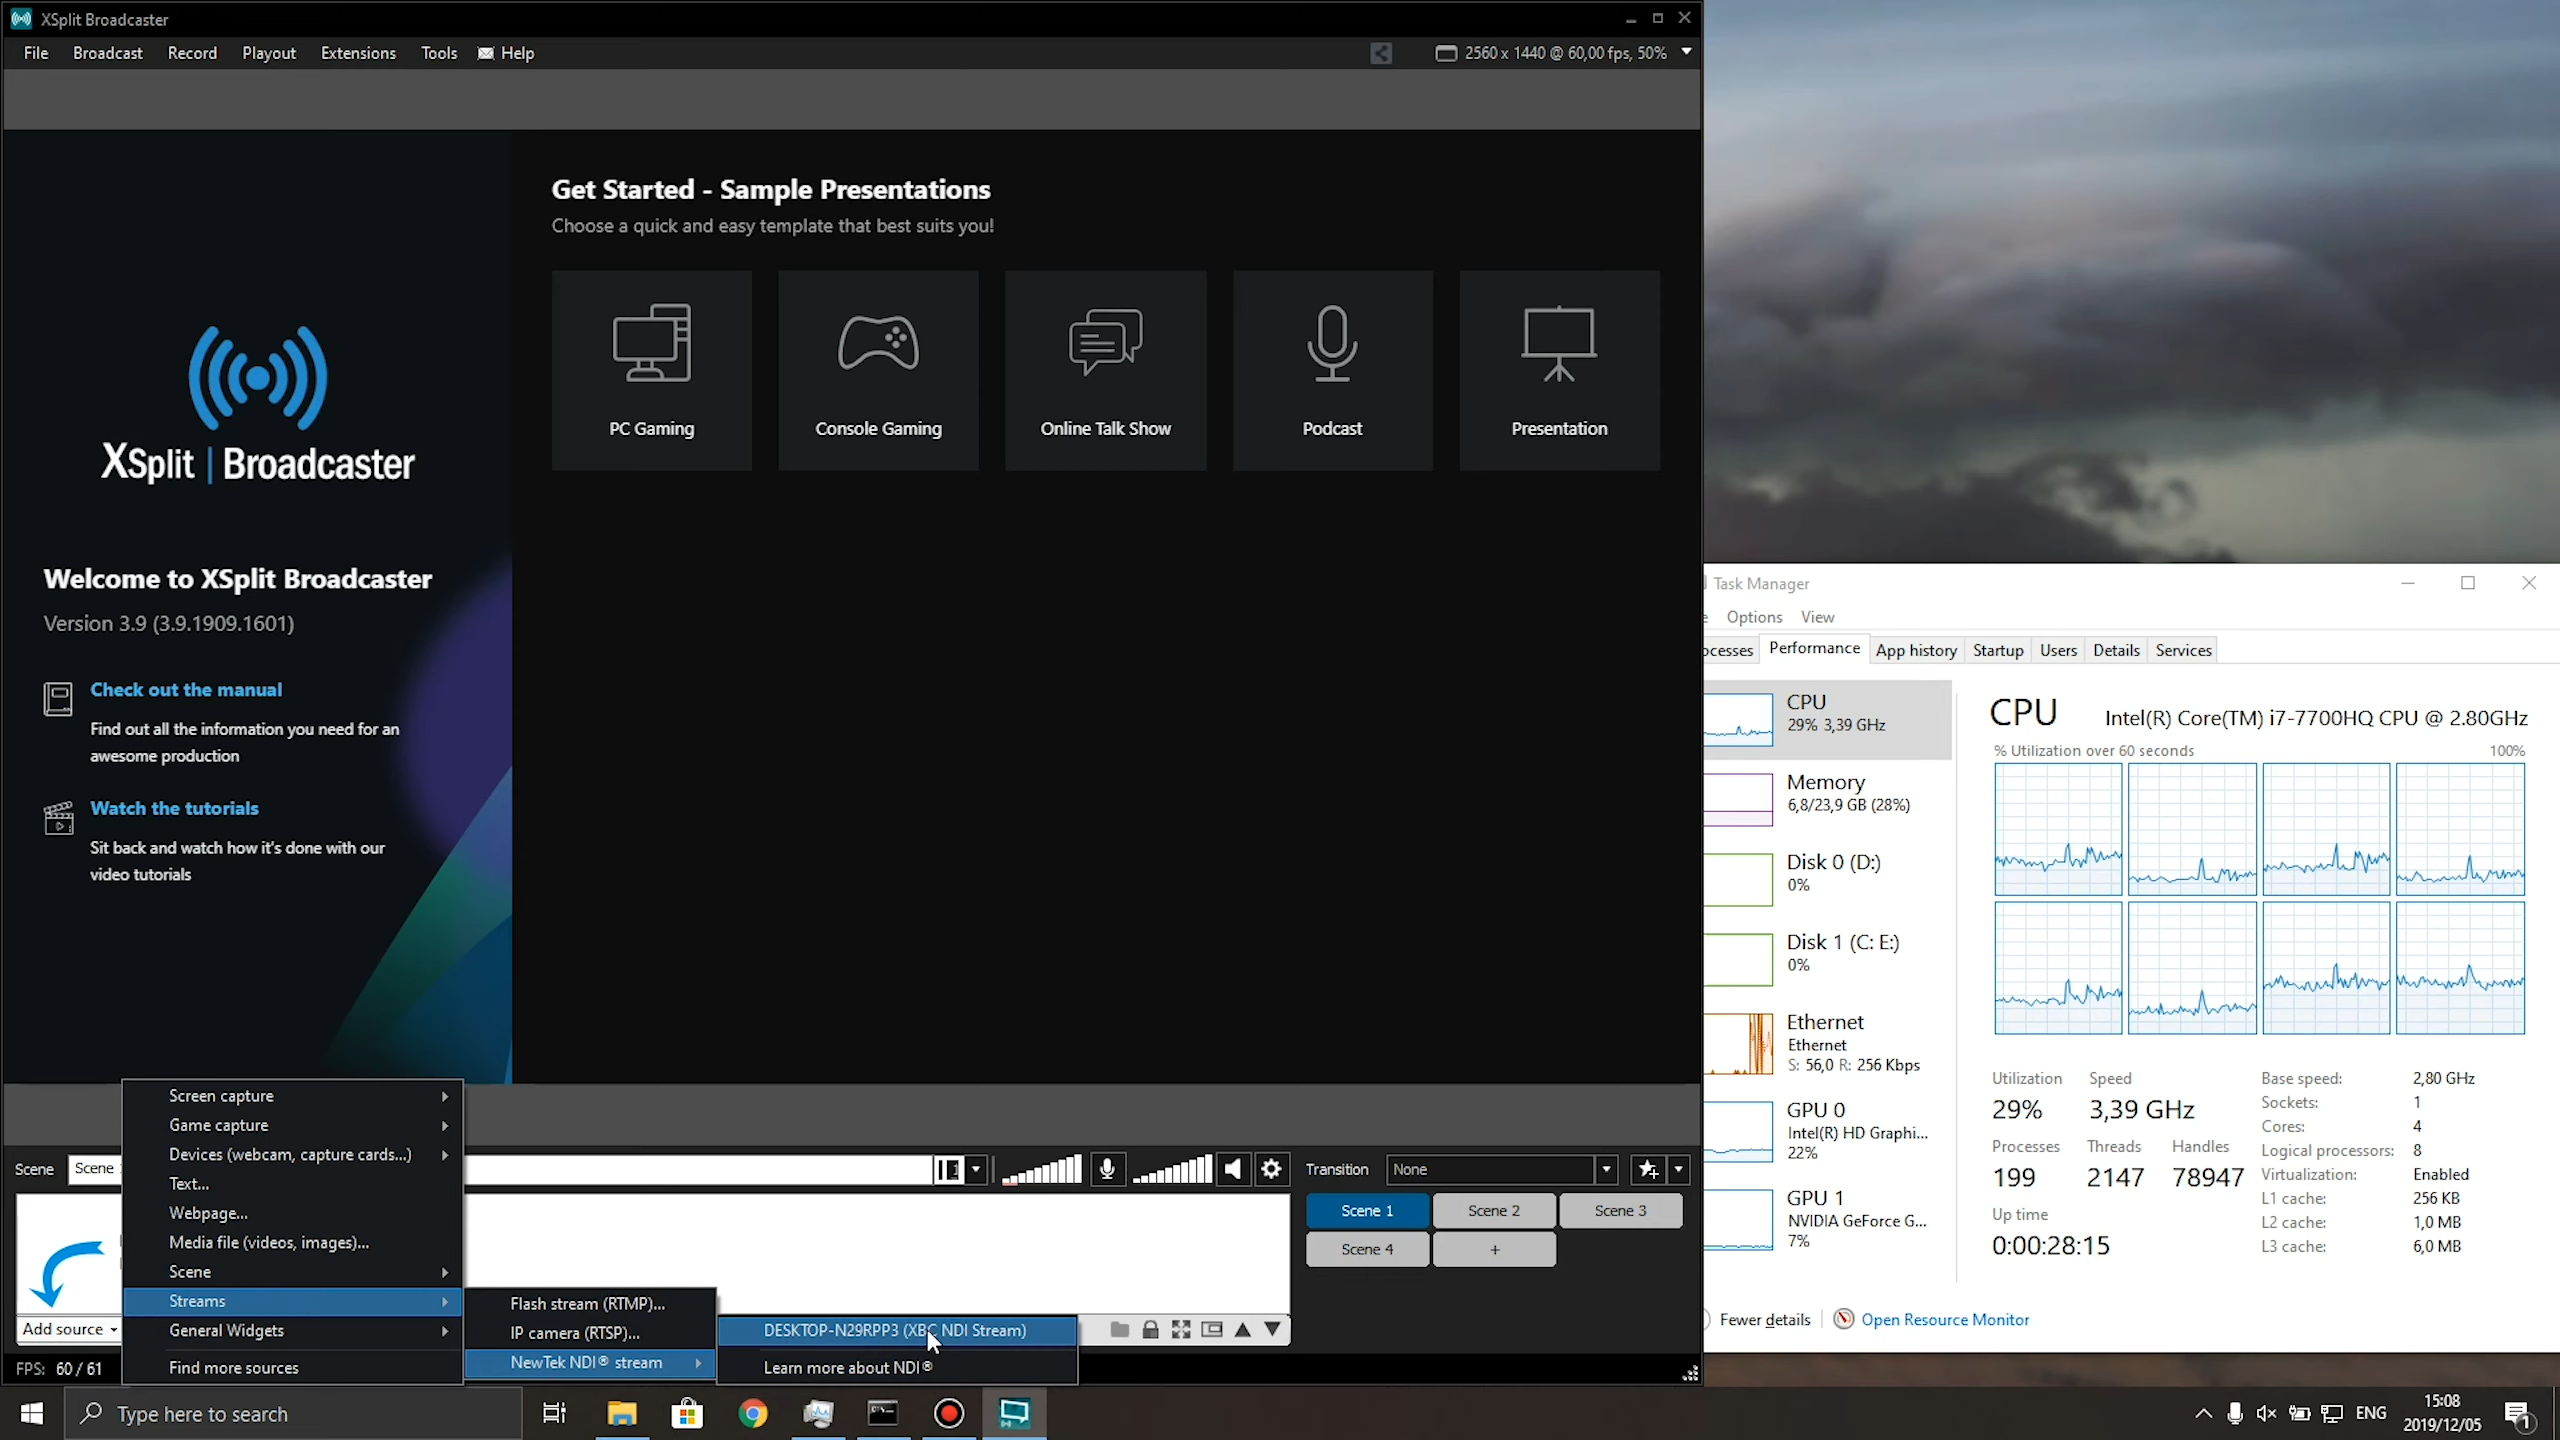 XSplit Broadcaster
File Broadcast Record Playout Extensions Tools Help
2560 x 1440 @ 60,00 fps, 50%
Get Started - Sample Presentations
Choose a quick and easy template that best suits you!
PC Gaming
Console Gaming
Online Talk Show
Podcast
Presentation
XSplit | Broadcaster
Welcome to XSplit Broadcaster
Version 3.9 (3.9.1909.1601)
Check out the manual
Find out all the information you need for an
awesome production
Watch the tutorials
Sit back and watch how it's done with our
video tutorials
Screen capture
Game capture
Devices (webcam, capture cards...)
Text...
Webpage...
Media file (videos, images)...
Scene
Streams
General Widgets
Find more sources
Flash stream (RTMP)...
IP camera (RTSP)...
NewTek NDI® stream
DESKTOP-N29RPP3 (XBC NDI Stream)
Learn more about NDI®
Scene
Scene
Add source
FPS: 60 / 61
Transition None
Scene 1
Scene 2
Scene 3
Scene 4
+
Task Manager
Options View
Performance App history Startup Users Details Services
CPU
29% 3,39 GHz
Memory
6,8/23,9 GB (28%)
Disk 0 (D:)
0%
Disk 1 (C: E:)
0%
Ethernet
Ethernet
S: 56,0 R: 256 Kbps
GPU 0
Intel(R) HD Graphi...
22%
GPU 1
NVIDIA GeForce G...
7%
CPU Intel(R) Core(TM) i7-7700HQ CPU @ 2.80GHz
% Utilization over 60 seconds 100%
Utilization Speed
29% 3,39 GHz
Processes Threads Handles
199 2147 78947
Up time
0:00:28:15
Base speed: 2,80 GHz
Sockets: 1
Cores: 4
Logical processors: 8
Virtualization: Enabled
L1 cache: 256 KB
L2 cache: 1,0 MB
L3 cache: 6,0 MB
Fewer details
Open Resource Monitor
Type here to search
ENG
15:08
2019/12/05
1